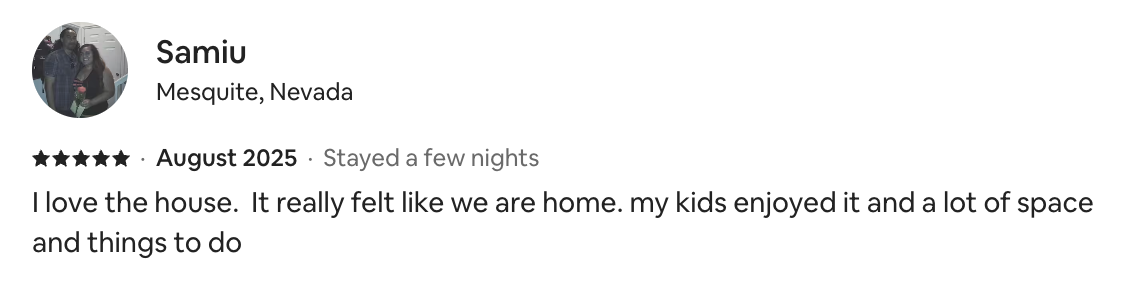 Samiu
Mesquite, Nevada
★★★★★ · August 2025 · Stayed a few nights
I love the house.  It really felt like we are home. my kids enjoyed it and a lot of space
and things to do